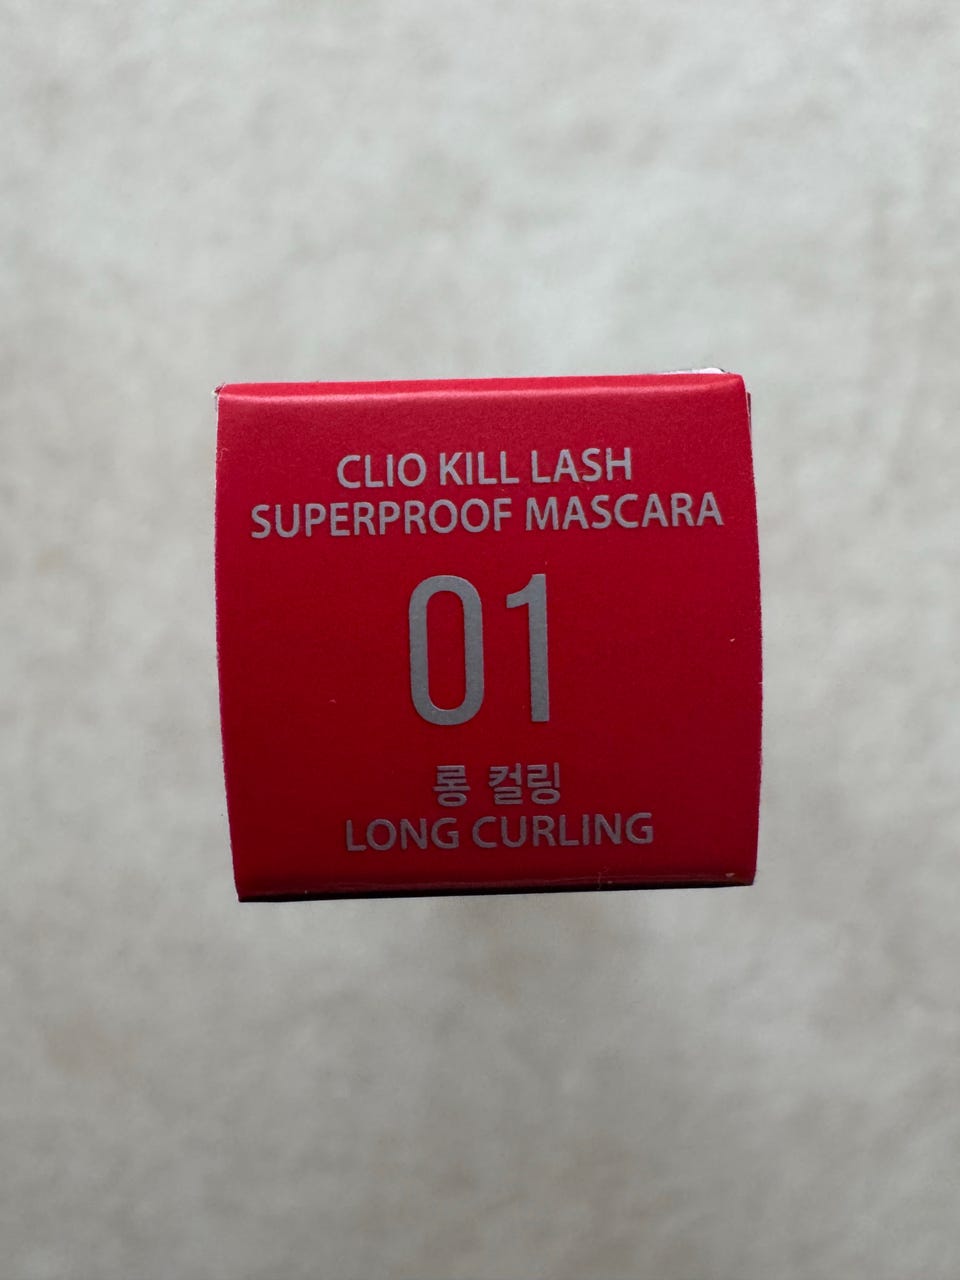 CLIO KILL LASH
SUPERPROOF MASCARA
01
롱 컬링
LONG CURLING